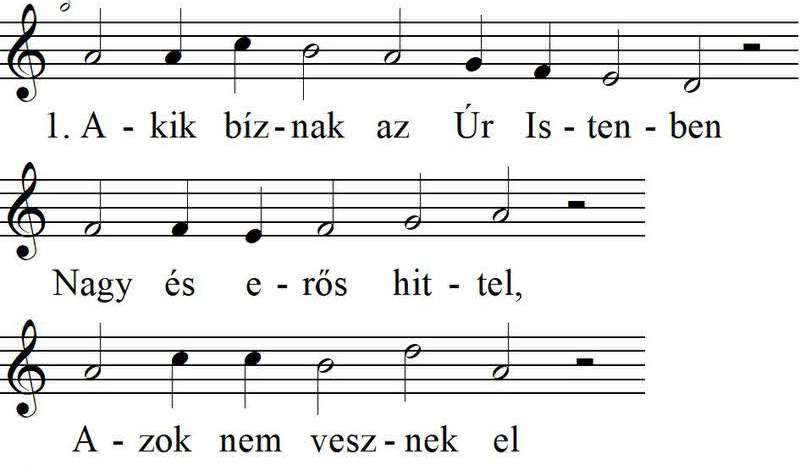 1. A - kik bíz - nak az Úr Is - ten - ben
Nagy és e - rős hit - tel,
A - zok nem vesz - nek el